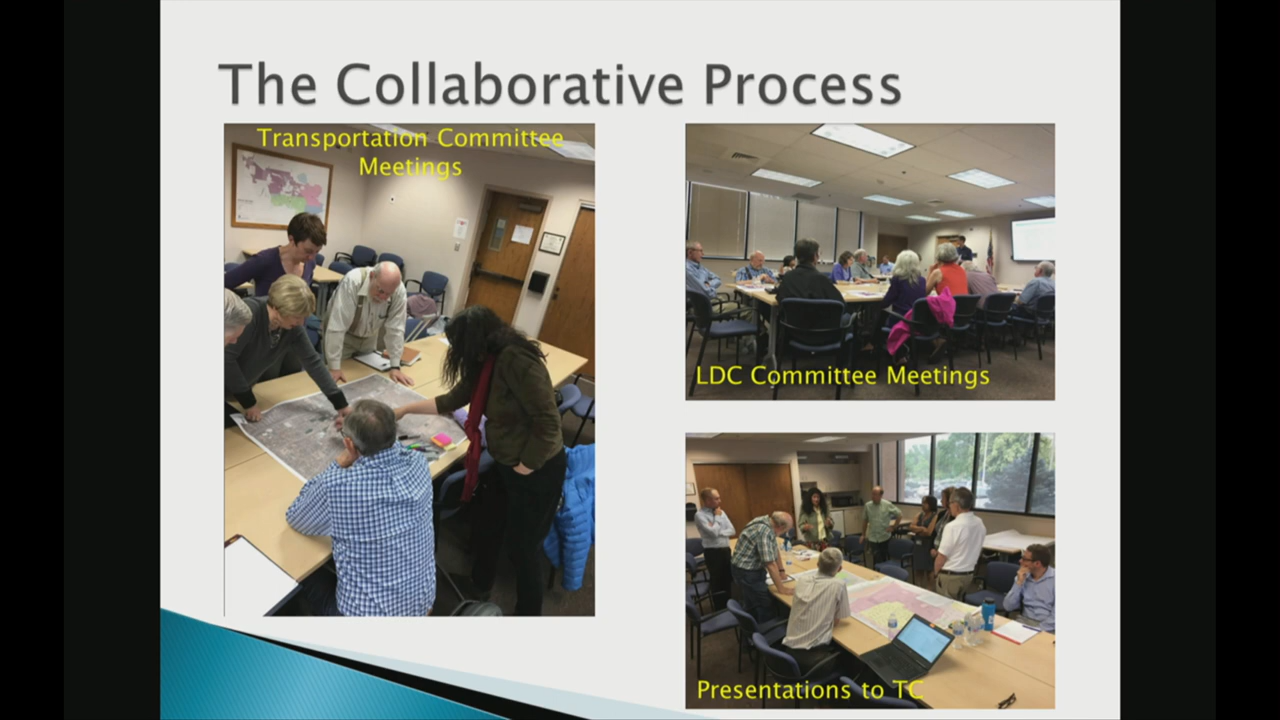 The Collaborative Process
Transportation Committee
Meetings
LDC Committee Meetings
Presentations to TC